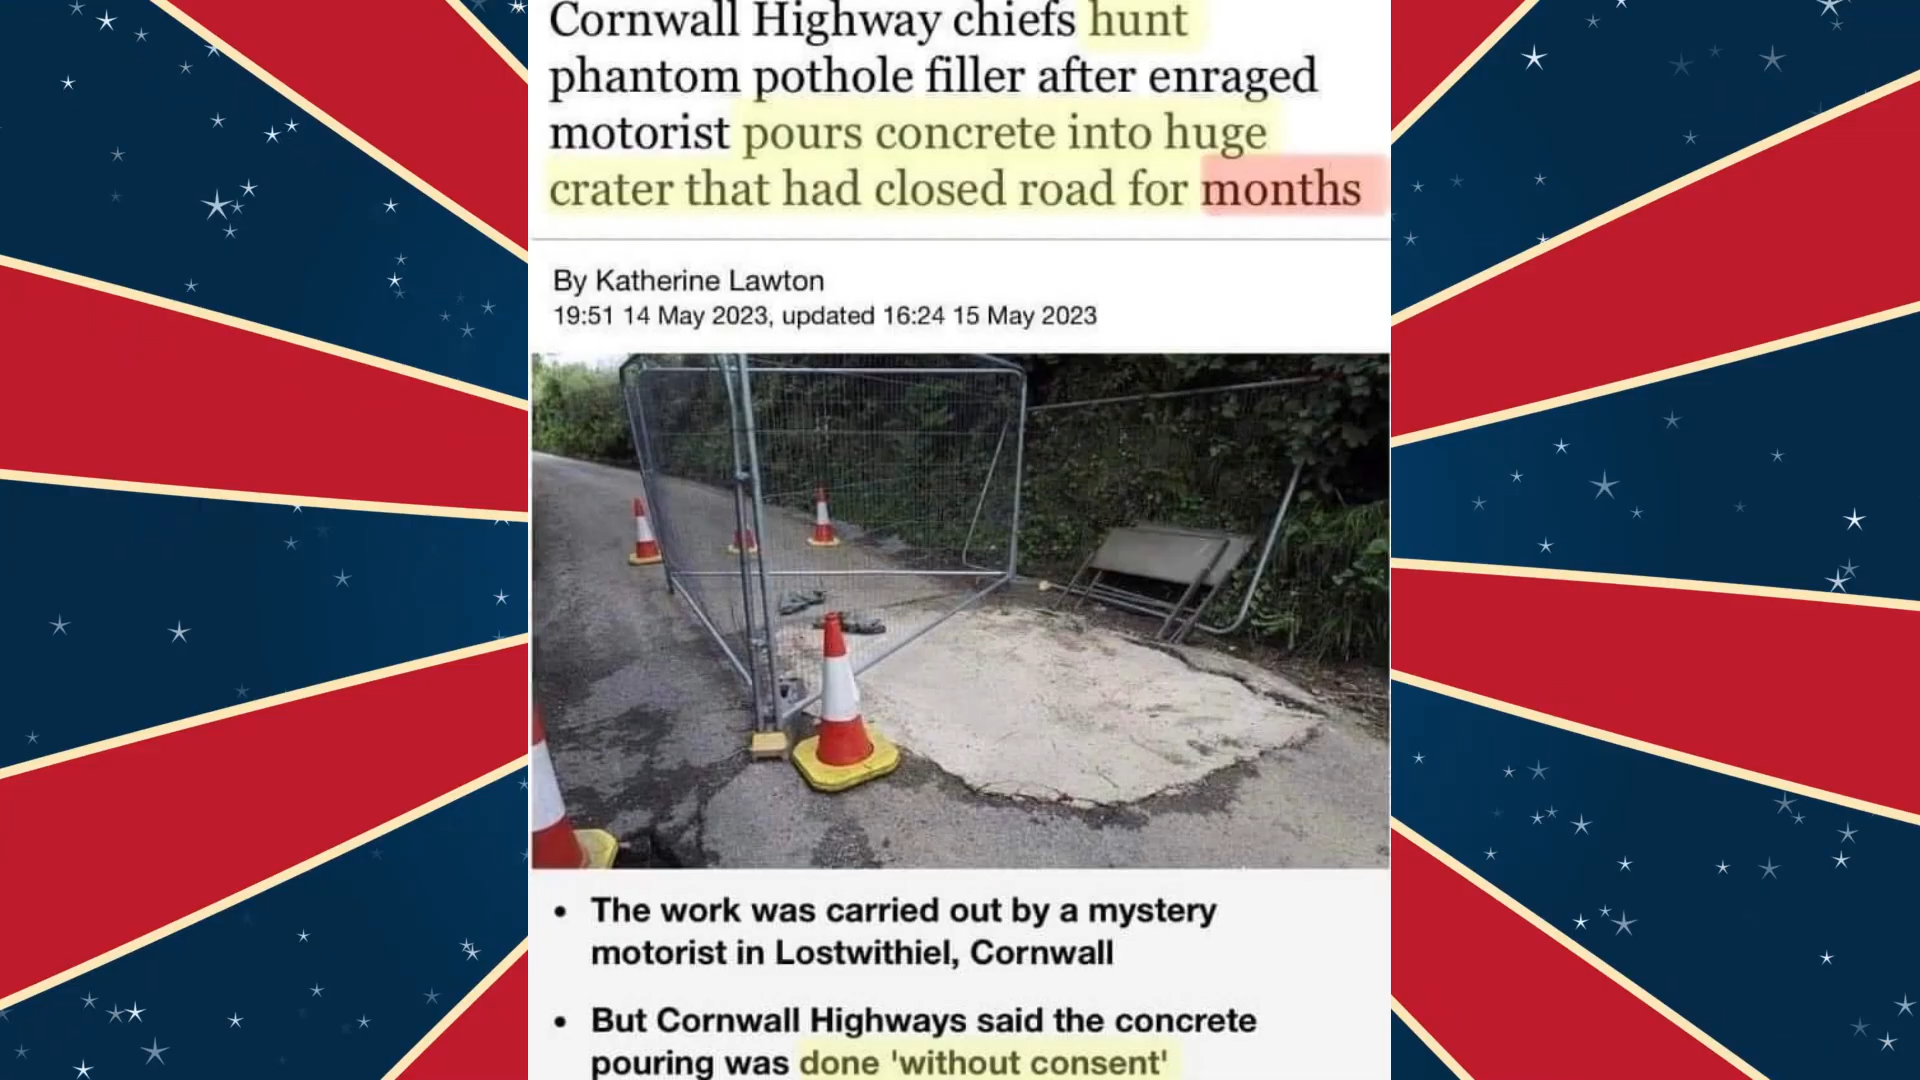 Cornwall Highway chiefs hunt
phantom pothole filler after enraged
motorist pours concrete into huge
crater that had closed road for months
By Katherine Lawton
19:51 14 May 2023, updated 16:24 15 May 2023
• The work was carried out by a mystery
motorist in Lostwithiel, Cornwall
• But Cornwall Highways said the concrete
pouring was done 'without consent'